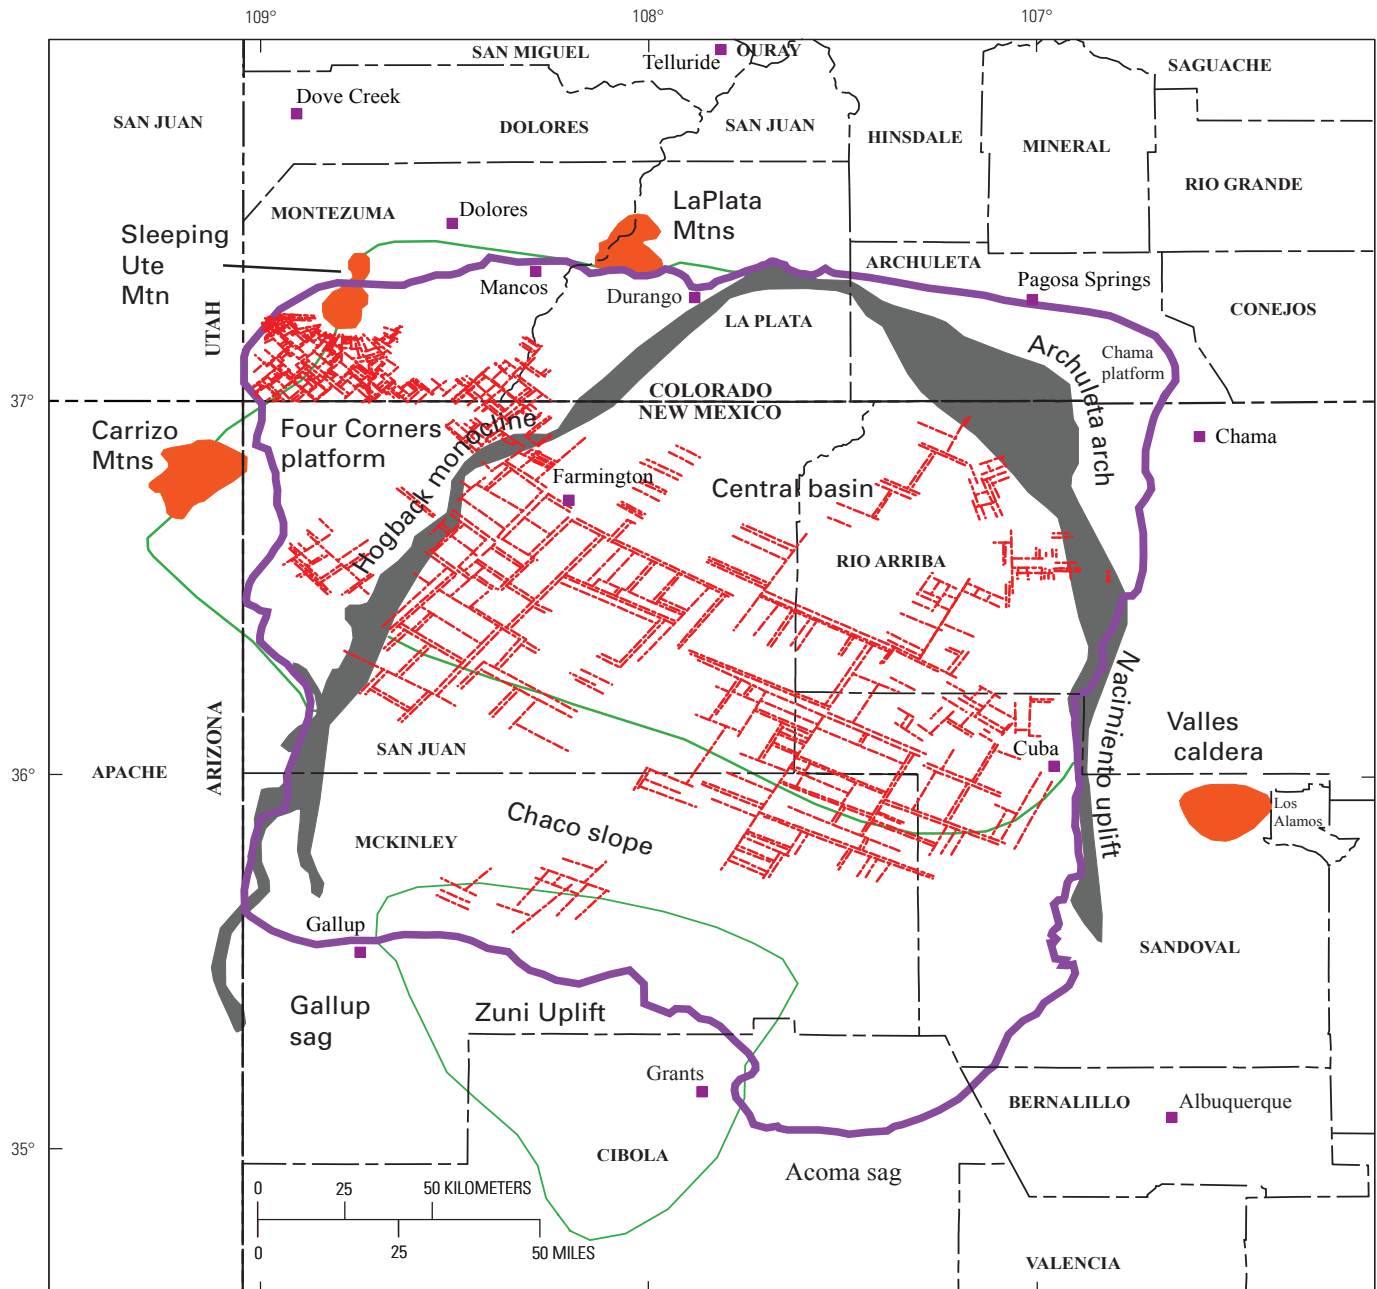 109°
108°
107°
SAN MIGUEL
Telluride
OURAY
SAGUACHE
Dove Creek
SAN JUAN
DOLORES
SAN JUAN
HINSDALE
MINERAL
RIO GRANDE
MONTEZUMA
Dolores
LaPlata
Mtns
Sleeping
Ute
Mtn
ARCHULETA
Mancos
Durango
Pagosa Springs
CONEJOS
UTAH
LA PLATA
Archuleta arch
Chama
platform
COLORADO
37°
NEW MEXICO
Carrizo
Mtns
Four Corners
platform
Hogback monocline
Chama
Farmington
Central basin
RIO ARRIBA
Nacimiento uplift
ARIZONA
SAN JUAN
Cuba
Valles
caldera
36°
APACHE
Los
Alamos
Chaco slope
MCKINLEY
Gallup
SANDOVAL
Gallup
sag
Zuni Uplift
Grants
BERNALILLO
Albuquerque
35°
CIBOLA
Acoma sag
0 25 50 KILOMETERS
0 25 50 MILES
VALENCIA